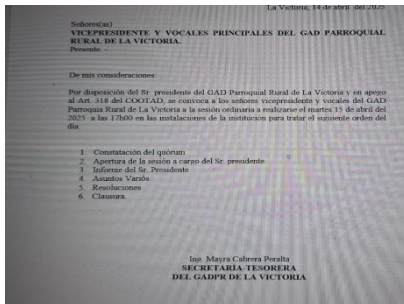 La Victoria, 14 de abril del 2025
Señores(as)
VICEPRESIDENTE Y VOCALES PRINCIPALES DEL GAD PARROQUIAL
RURAL DE LA VICTORIA.
Presente.
De mis consideraciones:
Por disposición del Sr. presidente del GAD Parroquial Rural de La Victoria y en apego
al Art. 318 del COOTAD, se convoca a los señores vicepresidente y vocales del GAD
Parroquia Rural de La Victoria a la sesión ordinaria a realizarse el martes 15 de abril del
2025 a las 17h00 en las instalaciones de la institución para tratar el siguiente orden del
día:
1. Constatación del quórum
2. Apertura de la sesión a cargo del Sr. presidente
3. Informe del Sr. Presidente
4. Asuntos Varios
5. Resoluciones
6. Clausura.
Ing. Mayra Cabrera Peralta
SECRETARIA TESORERA
DEL GADPR DE LA VICTORIA